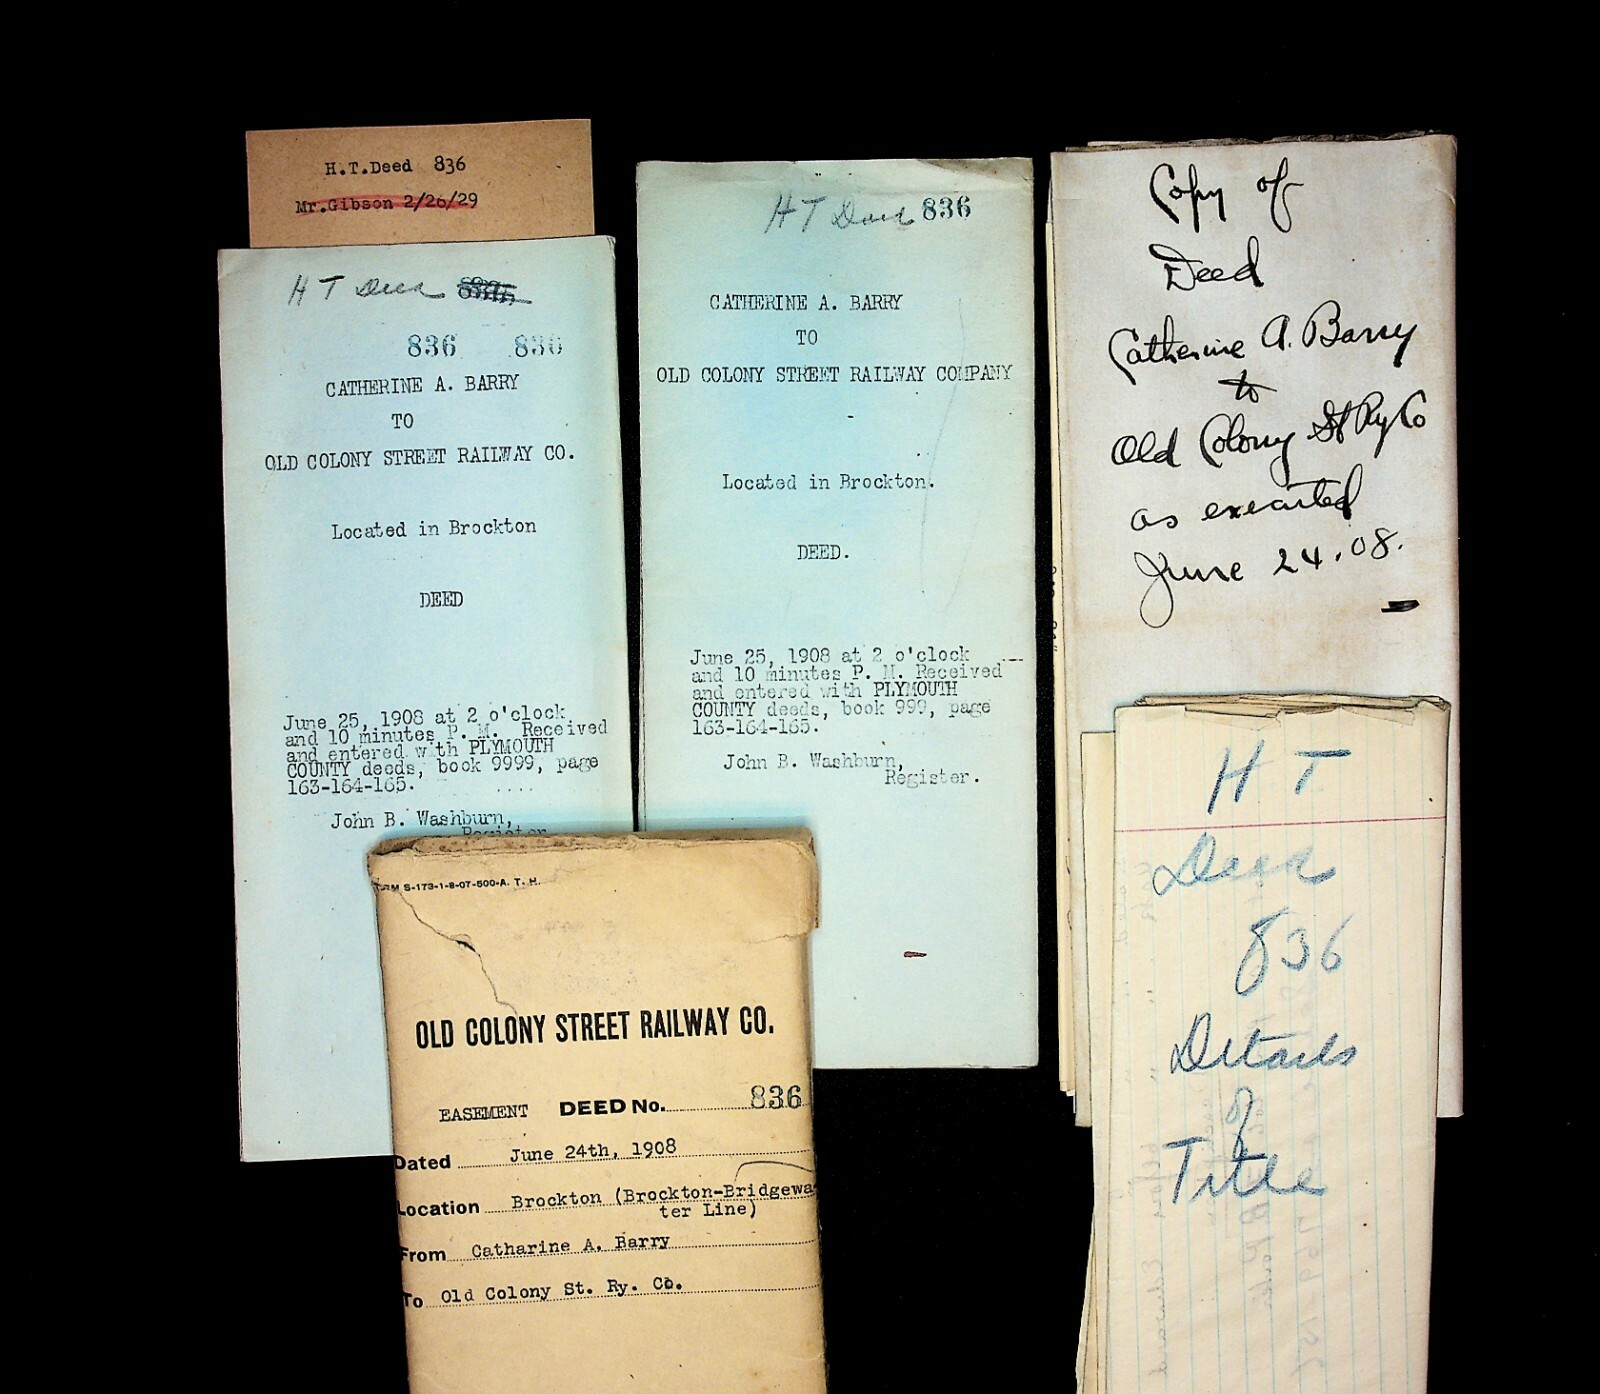 H.T.Deed 836
Mr.Gibson 2/26/29
H T Deed
836 836
CATHERINE A. BARRY
TO
OLD COLONY STREET RAILWAY CO.
Located in Brockton
DEED
June 25, 1908 at 2 o'clock
and 10 minutes P. M. Received
and entered with PLYMOUTH
COUNTY deeds, book 9999, page
163-164-165.
John B. Washburn,
Register
H T Deed 836
CATHERINE A. BARRY
TO
OLD COLONY STREET RAILWAY COMPANY
-
Located in Brockton.
DEED.
June 25, 1908 at 2 o'clock
and 10 minutes P. M. Received
and entered with PLYMOUTH
COUNTY deeds, book 999, page
163-164-165.
John B. Washburn,
Register.
Copy of
Deed
Catherine A. Barry
to
Old Colony St Ry Co
as executed
June 24.08.
H T
Deed
836
Details
of
Title
S-173-1-8-07-500-A. T. H.
OLD COLONY STREET RAILWAY CO.
EASEMENT DEED No. 836
Dated June 24th, 1908
Location Brockton (Brockton-Bridgewa
ter Line)
From Catharine A. Barry
To Old Colony St. Ry. Co.